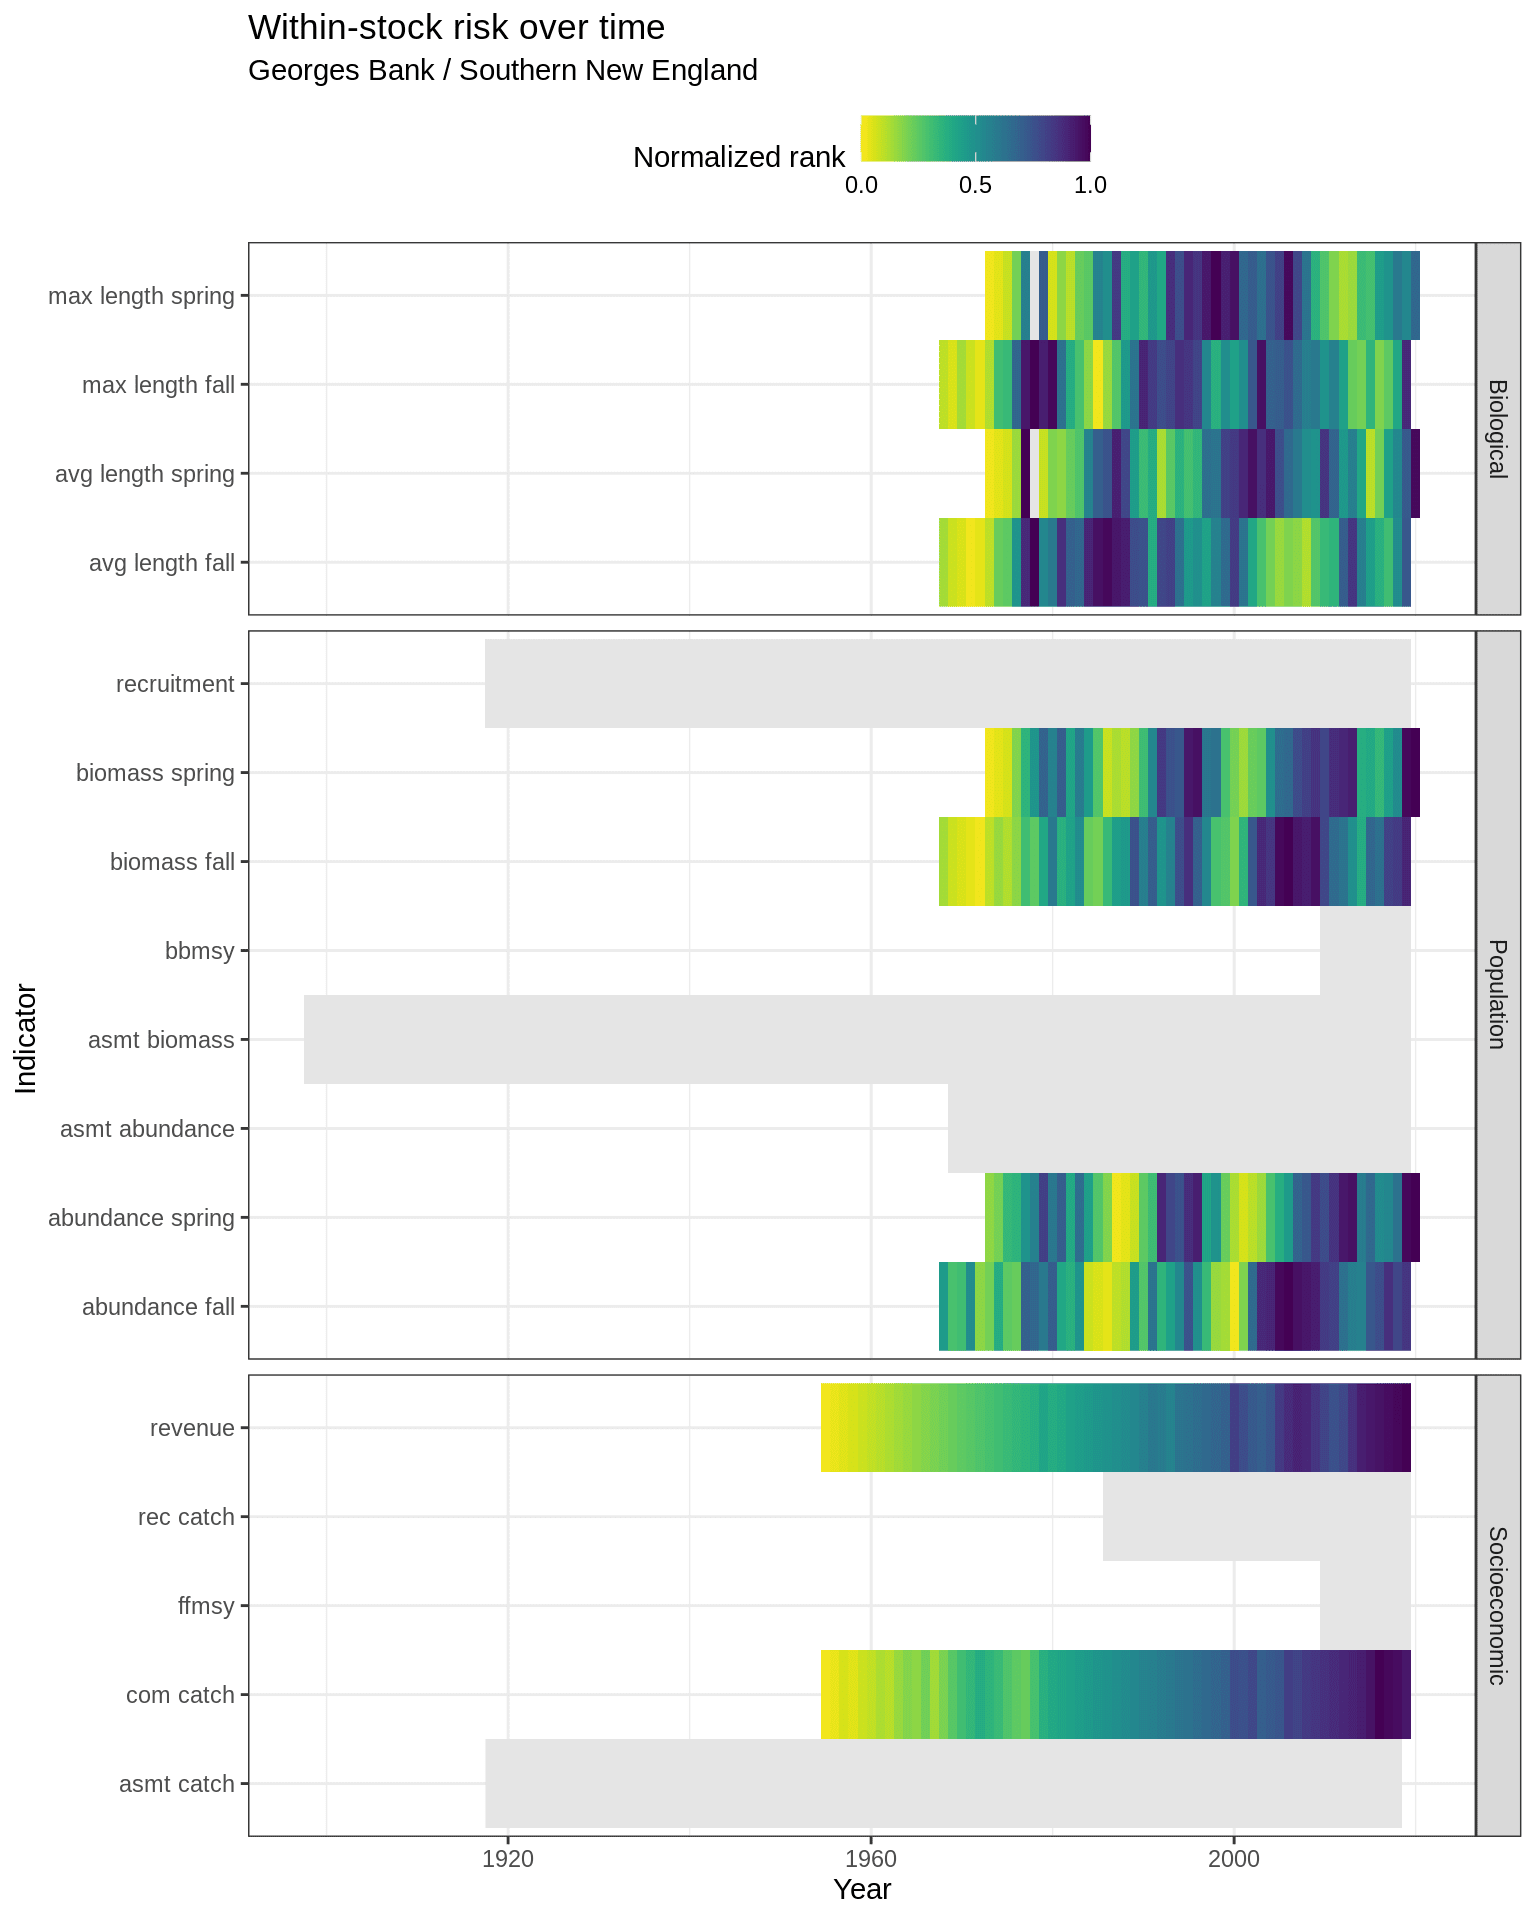 Within-stock risk over time
Georges Bank / Southern New England
Normalized rank
0.0 0.5 1.0
max length spring
max length fall
avg length spring
avg length fall
Biological
recruitment
biomass spring
biomass fall
bbmsy
asmt biomass
asmt abundance
abundance spring
abundance fall
Population
Indicator
revenue
rec catch
ffmsy
com catch
asmt catch
Socioeconomic
1920 1960 2000
Year